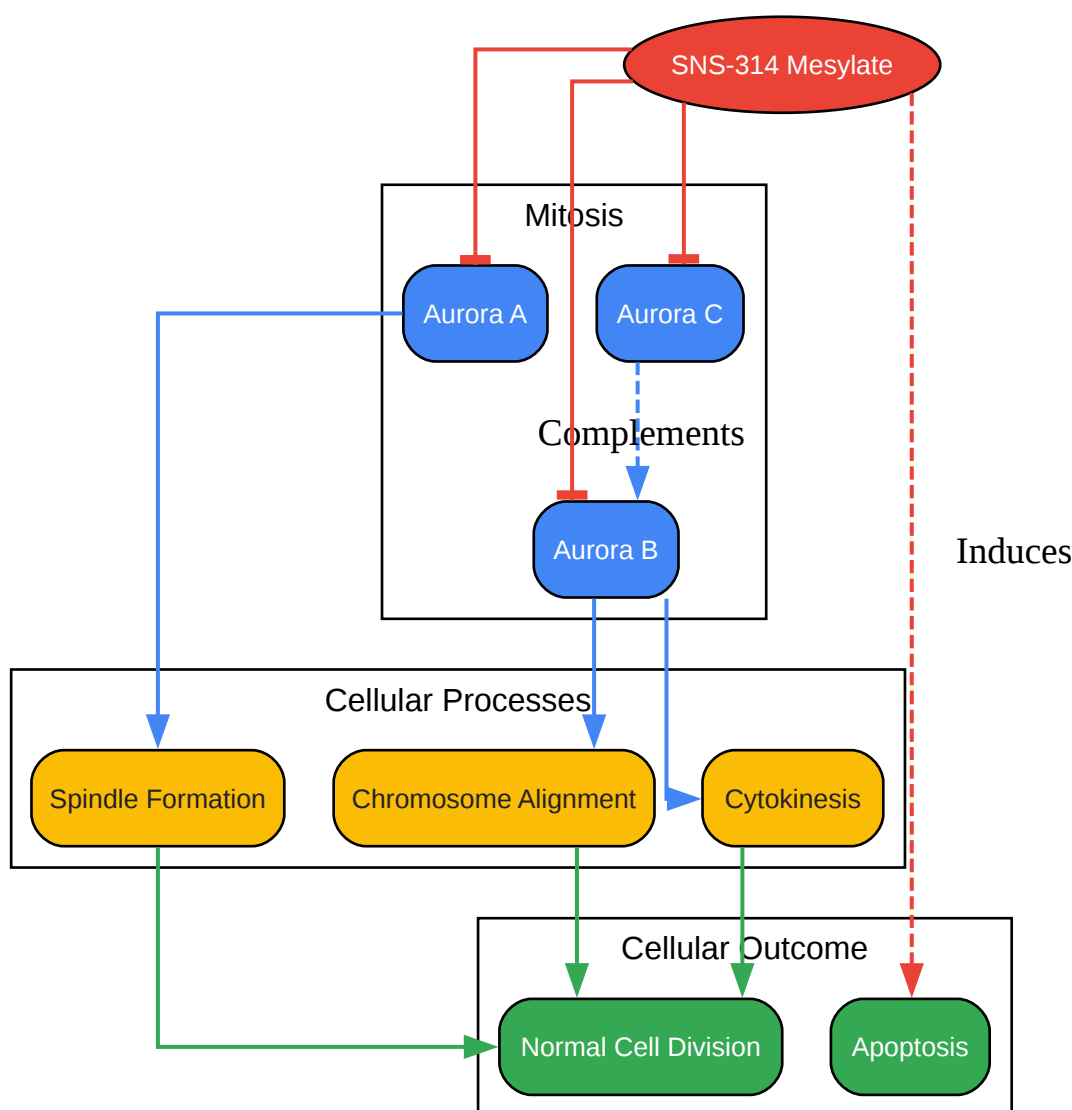 SNS-314 Mesylate
Mitosis
Aurora A
Aurora C
Complements
Aurora B
Induces
Cellular Processes
Spindle Formation
Chromosome Alignment
Cytokinesis
Cellular Outcome
Normal Cell Division
Apoptosis